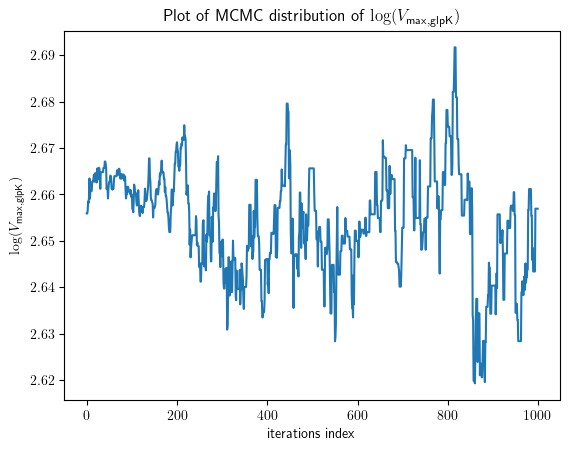 Plot of MCMC distribution of log(V_max,glpK)
log(V_max,glpK)
2.69
2.68
2.67
2.66
2.65
2.64
2.63
2.62
0 200 400 600 800 1000
iterations index